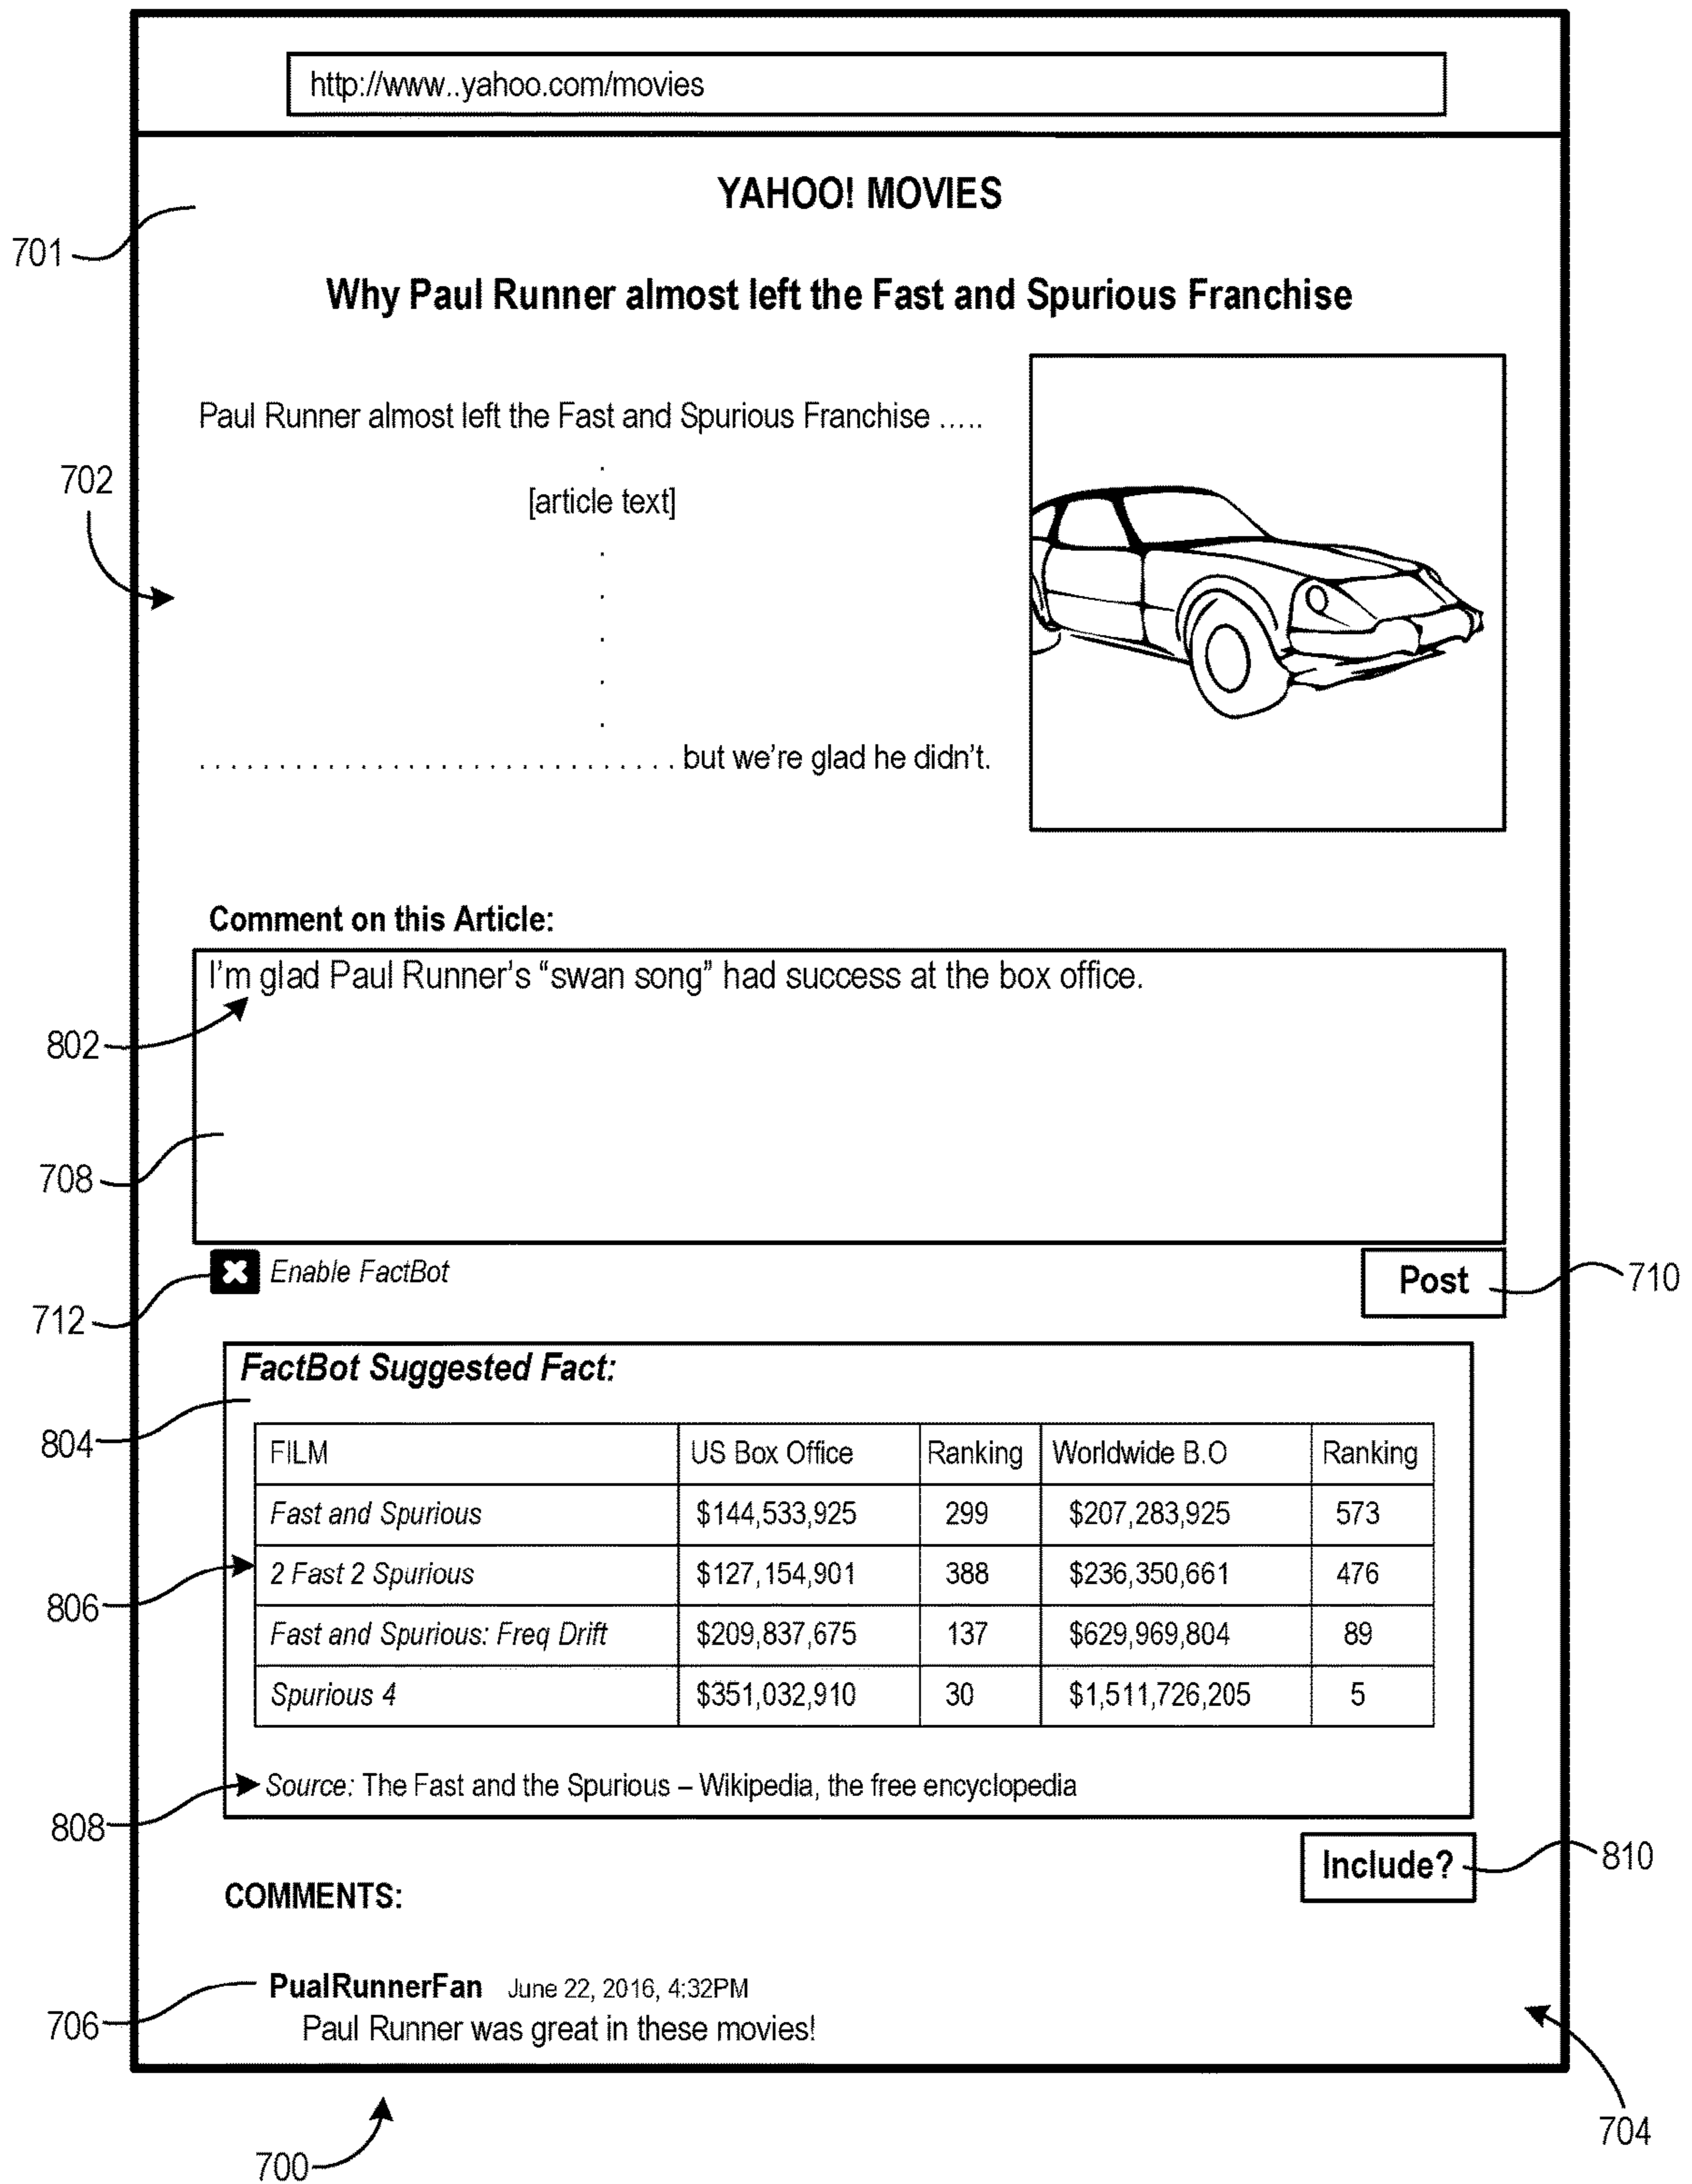 http://www..yahoo.com/movies
YAHOO! MOVIES
701
Why Paul Runner almost left the Fast and Spurious Franchise
Paul Runner almost left the Fast and Spurious Franchise .....
702
.
[article text]
.
.
.
.
.
. . . . . . . . . . . . . . . . . . . . . . . . . . . . . . but we're glad he didn't.
Comment on this Article:
I'm glad Paul Runner's “swan song” had success at the box office.
802
708
Enable FactBot
Post
710
712
FactBot Suggested Fact:
804
FILM US Box Office Ranking Worldwide B.O Ranking
Fast and Spurious $144,533,925 299 $207,283,925 573
2 Fast 2 Spurious $127,154,901 388 $236,350,661 476
806
Fast and Spurious: Freq Drift $209,837,675 137 $629,969,804 89
Spurious 4 $351,032,910 30 $1,511,726,205 5
Source: The Fast and the Spurious – Wikipedia, the free encyclopedia
808
Include?
810
COMMENTS:
PualRunnerFan June 22, 2016, 4:32PM
706
Paul Runner was great in these movies!
704
700